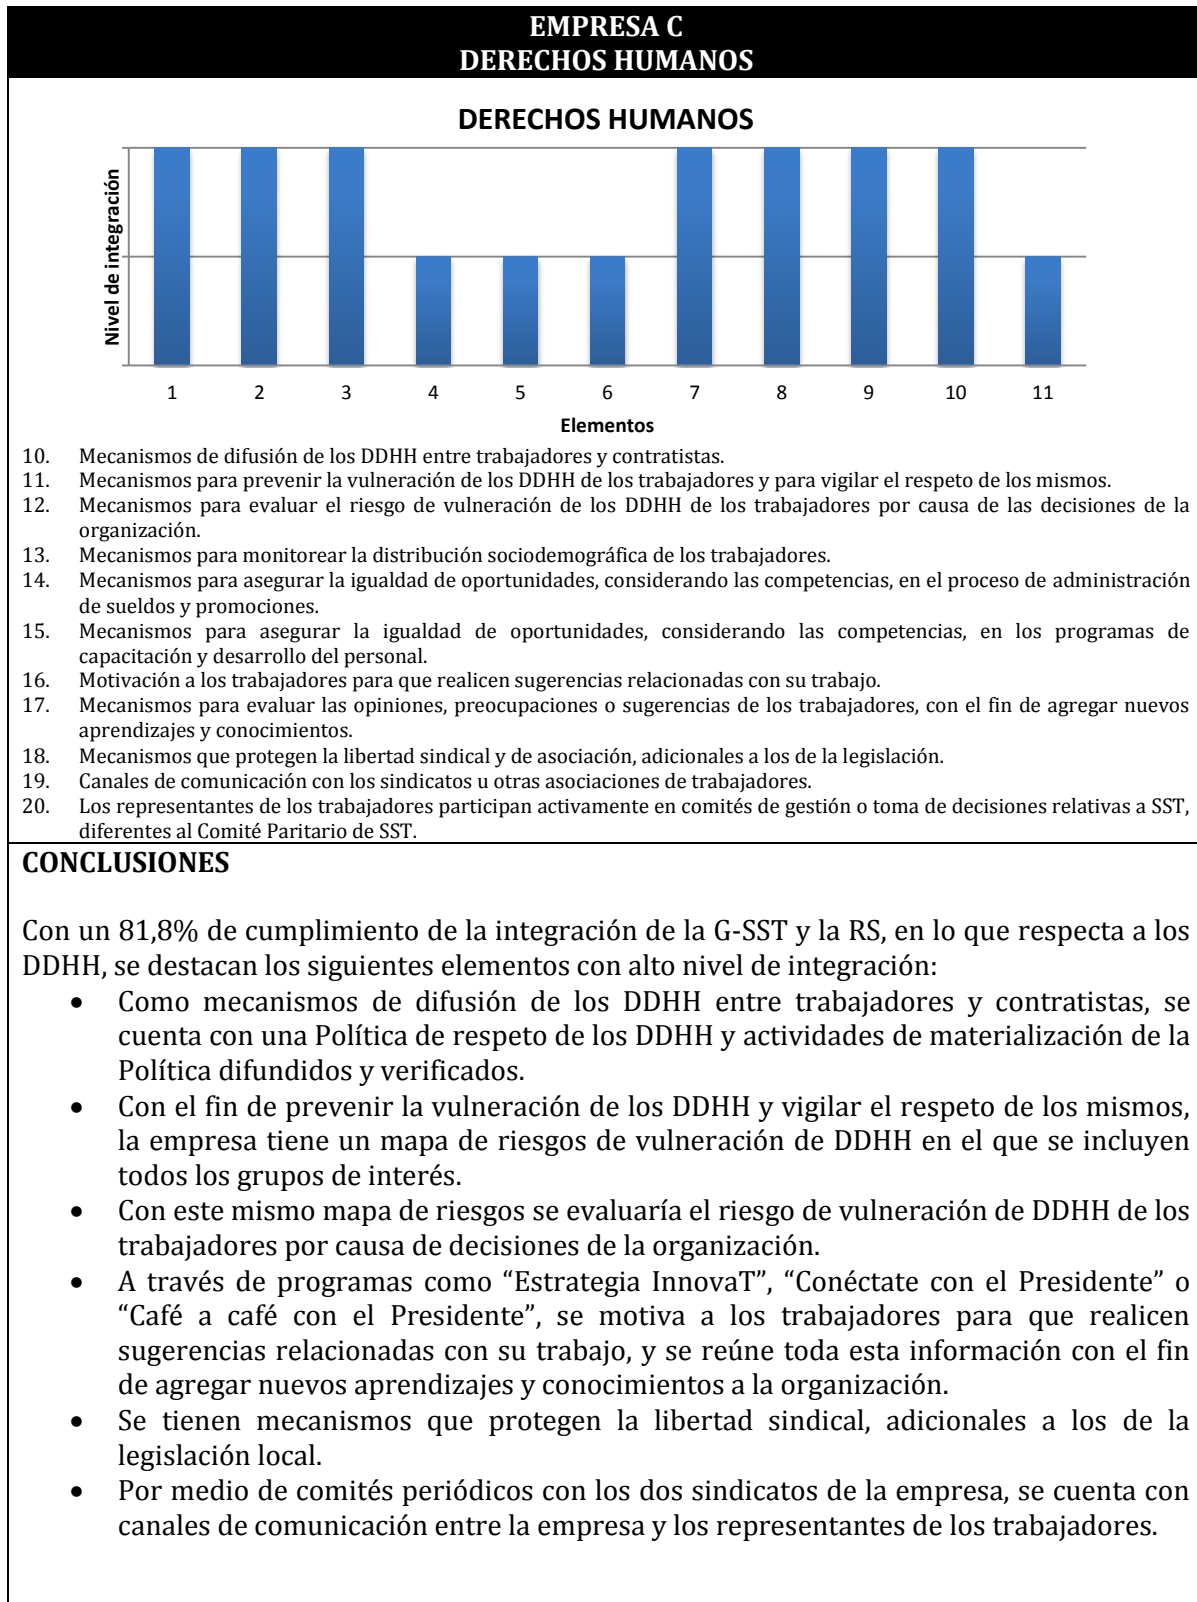 EMPRESA C
DERECHOS HUMANOS
DERECHOS HUMANOS
Nivel de integración
1 2 3 4 5 6 7 8 9 10 11
Elementos
10. Mecanismos de difusión de los DDHH entre trabajadores y contratistas.
11. Mecanismos para prevenir la vulneración de los DDHH de los trabajadores y para vigilar el respeto de los mismos.
12. Mecanismos para evaluar el riesgo de vulneración de los DDHH de los trabajadores por causa de las decisiones de la
organización.
13. Mecanismos para monitorear la distribución sociodemográfica de los trabajadores.
14. Mecanismos para asegurar la igualdad de oportunidades, considerando las competencias, en el proceso de administración
de sueldos y promociones.
15. Mecanismos para asegurar la igualdad de oportunidades, considerando las competencias, en los programas de
capacitación y desarrollo del personal.
16. Motivación a los trabajadores para que realicen sugerencias relacionadas con su trabajo.
17. Mecanismos para evaluar las opiniones, preocupaciones o sugerencias de los trabajadores, con el fin de agregar nuevos
aprendizajes y conocimientos.
18. Mecanismos que protegen la libertad sindical y de asociación, adicionales a los de la legislación.
19. Canales de comunicación con los sindicatos u otras asociaciones de trabajadores.
20. Los representantes de los trabajadores participan activamente en comités de gestión o toma de decisiones relativas a SST,
diferentes al Comité Paritario de SST.
CONCLUSIONES
Con un 81,8% de cumplimiento de la integración de la G-SST y la RS, en lo que respecta a los
DDHH, se destacan los siguientes elementos con alto nivel de integración:
• Como mecanismos de difusión de los DDHH entre trabajadores y contratistas, se
cuenta con una Política de respeto de los DDHH y actividades de materialización de la
Política difundidos y verificados.
• Con el fin de prevenir la vulneración de los DDHH y vigilar el respeto de los mismos,
la empresa tiene un mapa de riesgos de vulneración de DDHH en el que se incluyen
todos los grupos de interés.
• Con este mismo mapa de riesgos se evaluaría el riesgo de vulneración de DDHH de los
trabajadores por causa de decisiones de la organización.
• A través de programas como “Estrategia InnovaT”, “Conéctate con el Presidente” o
“Café a café con el Presidente”, se motiva a los trabajadores para que realicen
sugerencias relacionadas con su trabajo, y se reúne toda esta información con el fin
de agregar nuevos aprendizajes y conocimientos a la organización.
• Se tienen mecanismos que protegen la libertad sindical, adicionales a los de la
legislación local.
• Por medio de comités periódicos con los dos sindicatos de la empresa, se cuenta con
canales de comunicación entre la empresa y los representantes de los trabajadores.